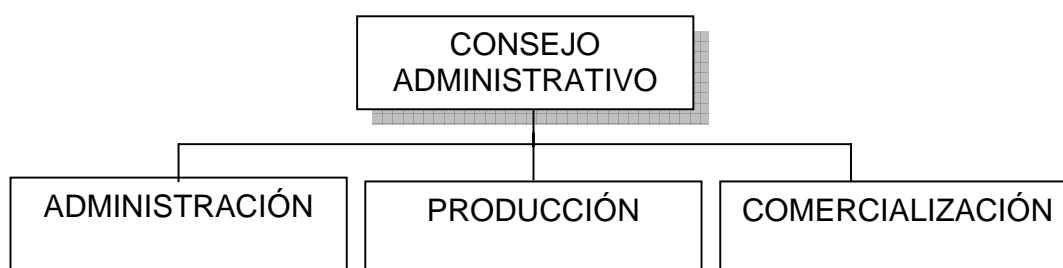 CONSEJO
ADMINISTRATIVO
ADMINISTRACIÓN
PRODUCCIÓN
COMERCIALIZACIÓN